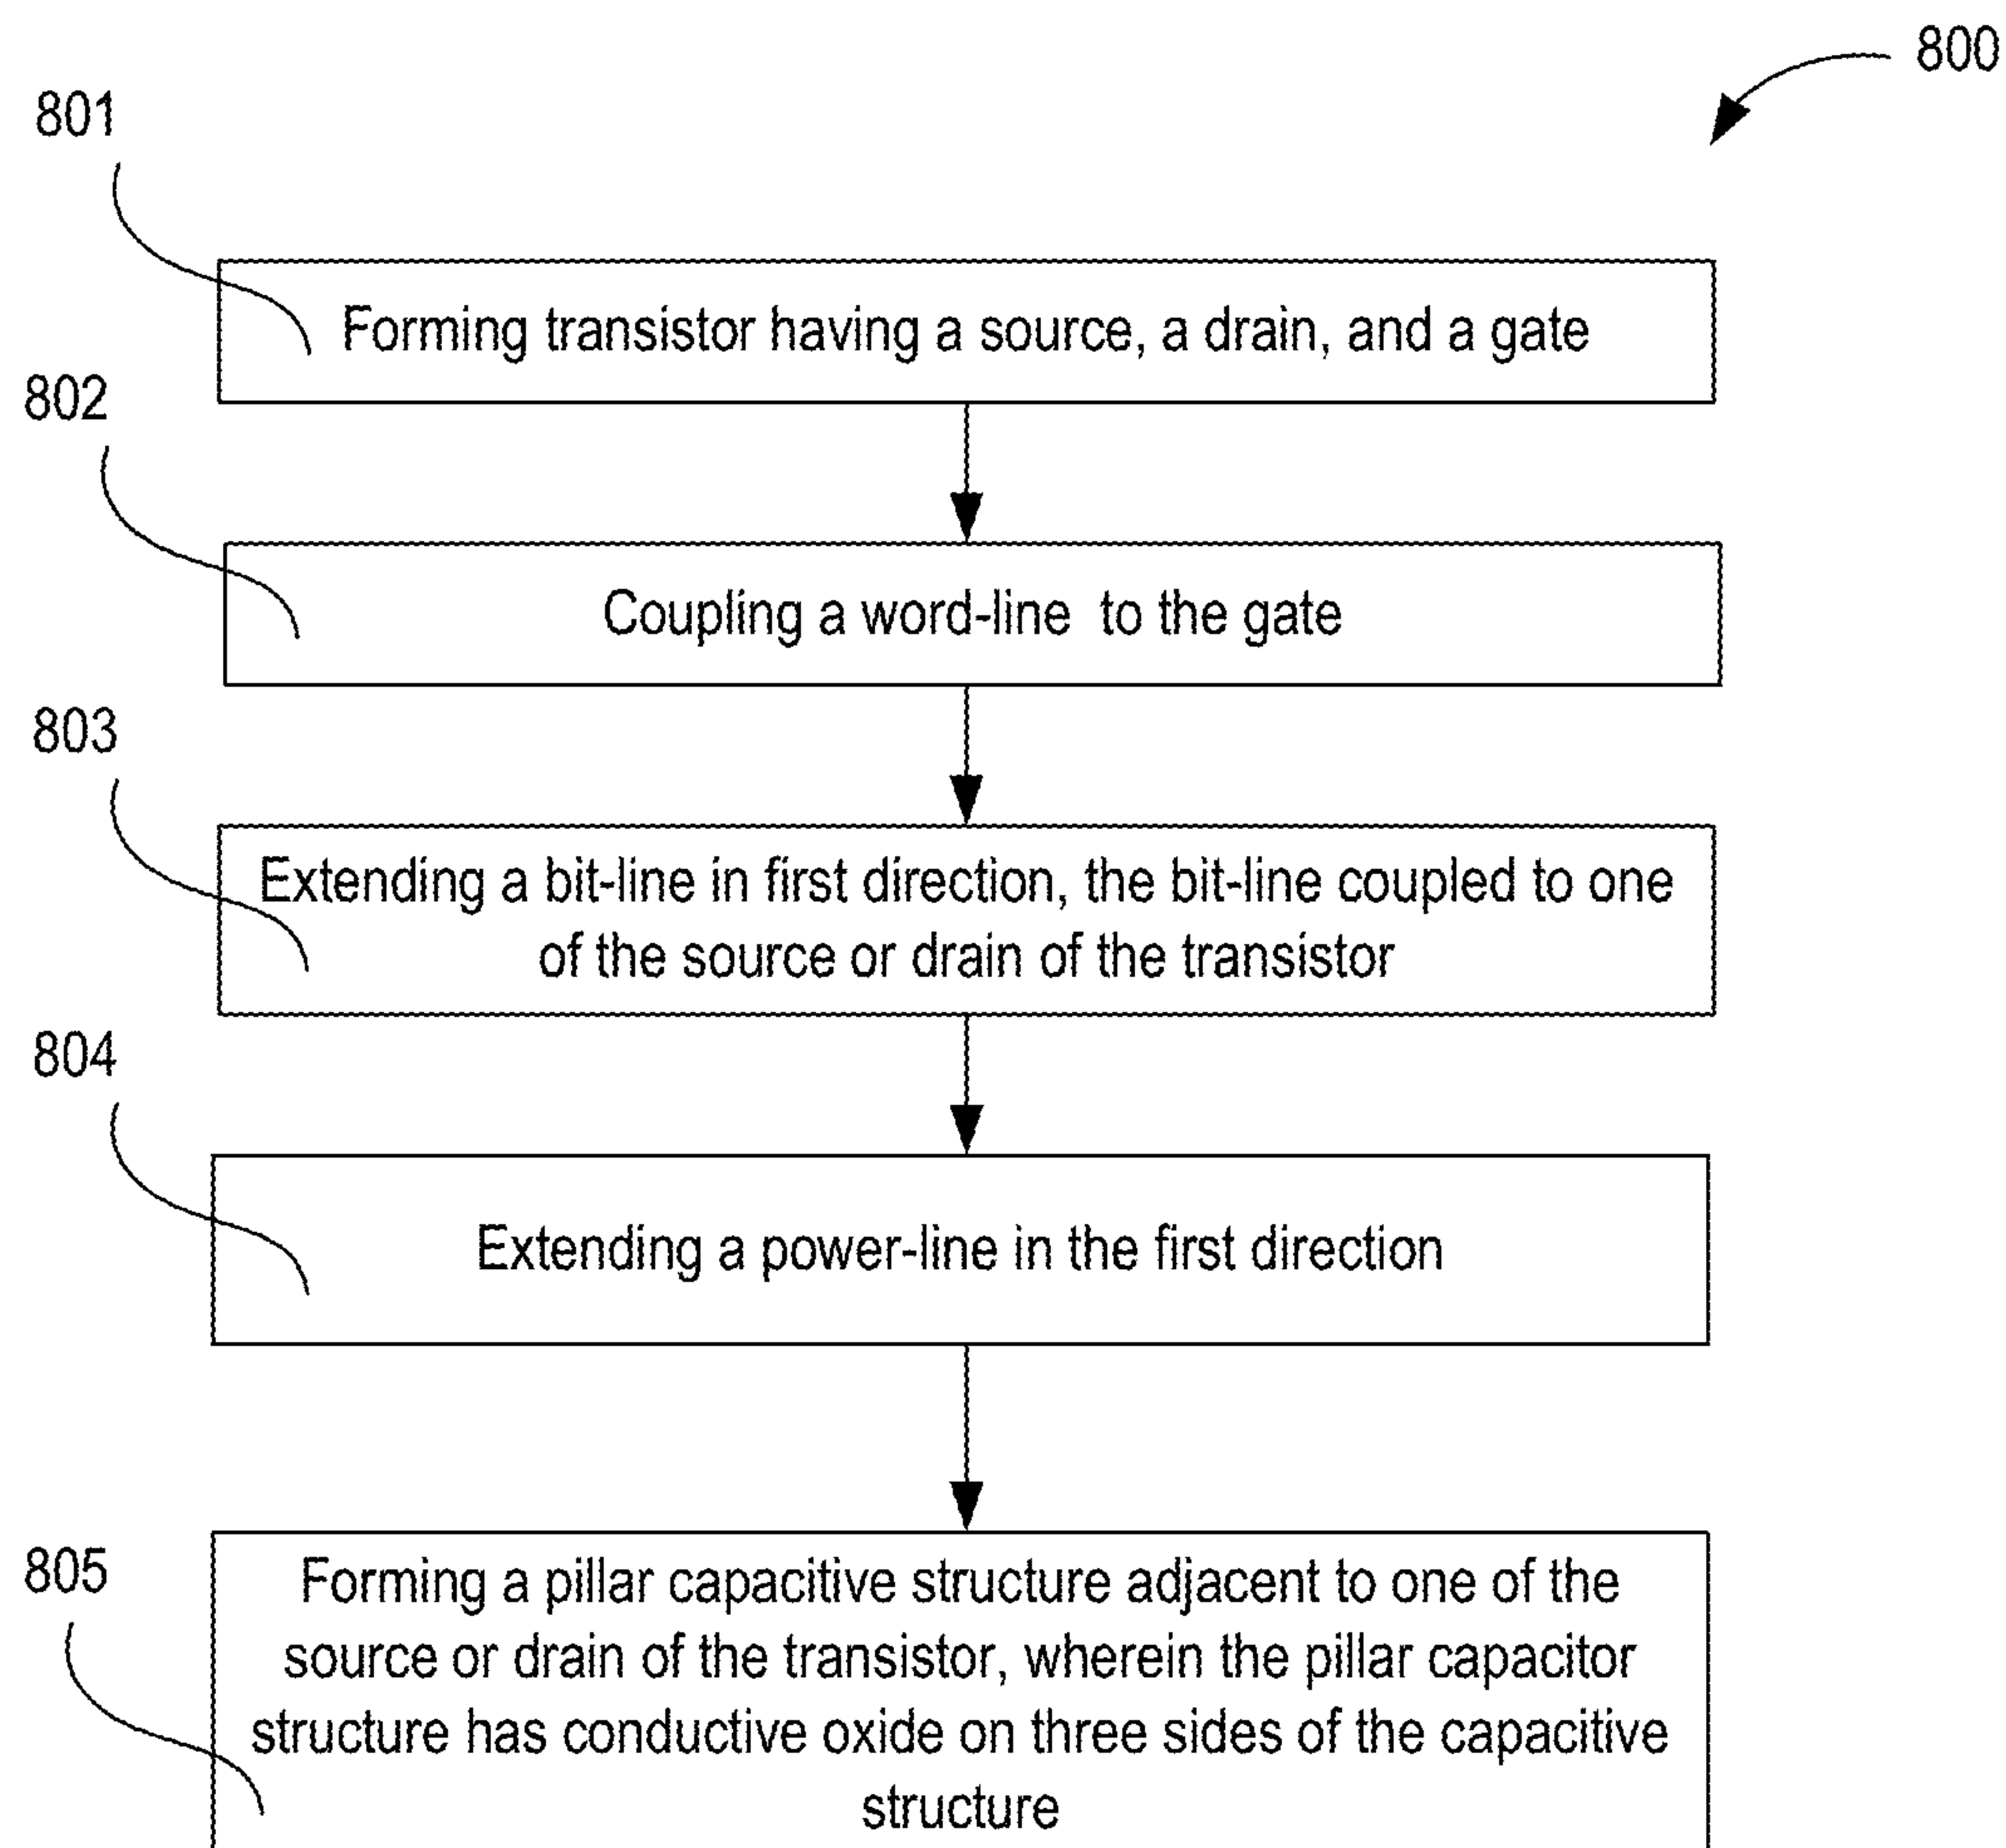 800
801
Forming transistor having a source, a drain, and a gate
802
Coupling a word-line to the gate
803
Extending a bit-line in first direction, the bit-line coupled to one
of the source or drain of the transistor
804
Extending a power-line in the first direction
805
Forming a pillar capacitive structure adjacent to one of the
source or drain of the transistor, wherein the pillar capacitor
structure has conductive oxide on three sides of the capacitive
structure